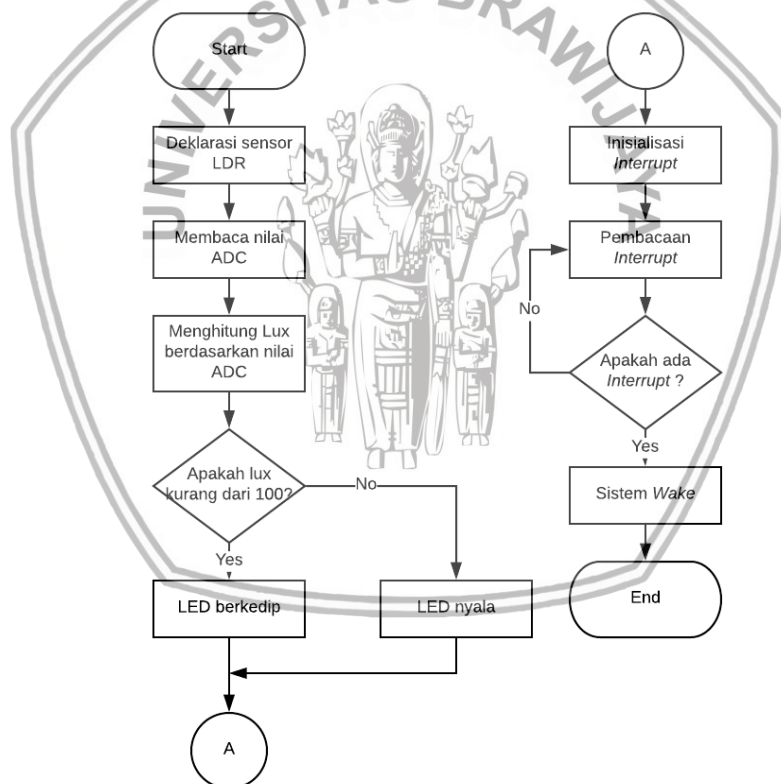 UNIVERSITAS BRAWIJAYA
Start
Deklarasi sensor
LDR
Membaca nilai
ADC
Menghitung Lux
berdasarkan nilai
ADC
Apakah lux
kurang dari 100?
No
Yes
LED berkedip
LED nyala
A
A
Inisialisasi
Interrupt
Pembacaan
Interrupt
No
Apakah ada
Interrupt ?
Yes
Sistem Wake
End